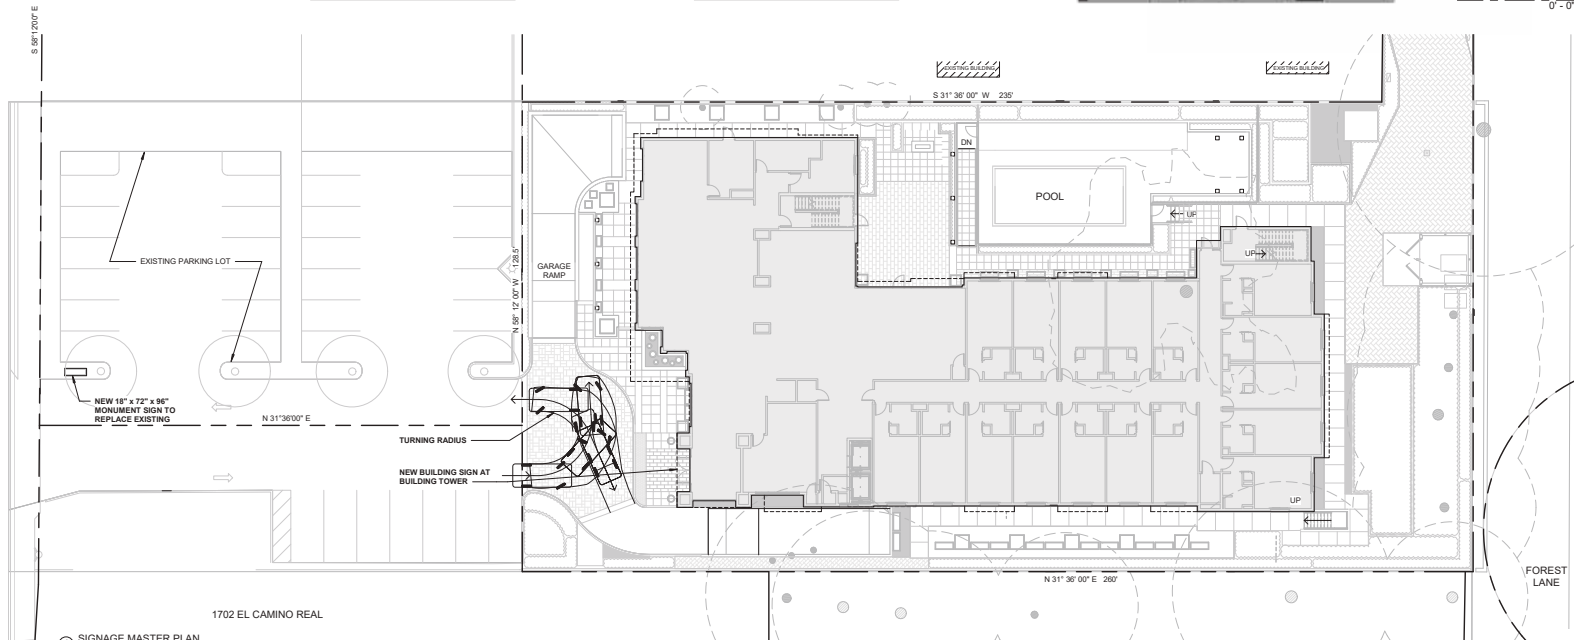 S 58°12'00" E
0' - 0"
EXISTING BUILDING
EXISTING BUILDING
S 31° 36' 00" W 235'
DN
POOL
UP
UP
EXISTING PARKING LOT
GARAGE
RAMP
N 58° 12' 00" W 128.5'
NEW 18" x 72" x 96"
MONUMENT SIGN TO
REPLACE EXISTING
N 31°36'00" E
TURNING RADIUS
NEW BUILDING SIGN AT
BUILDING TOWER
UP
N 31° 36' 00" E 260'
FOREST
LANE
1702 EL CAMINO REAL
SIGNAGE MASTER PLAN